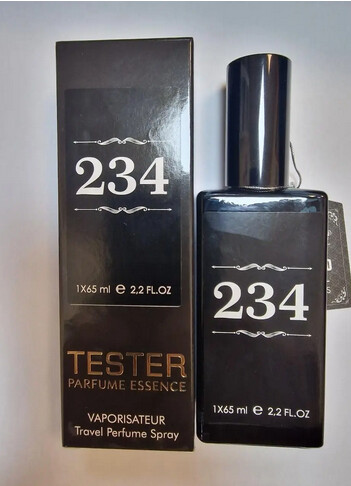 234
1X65 ml e 2,2 FL.OZ
TESTER
PARFUME ESSENCE
VAPORISATEUR
Travel Perfume Spray
234
1X65 ml e 2.2 FL.OZ